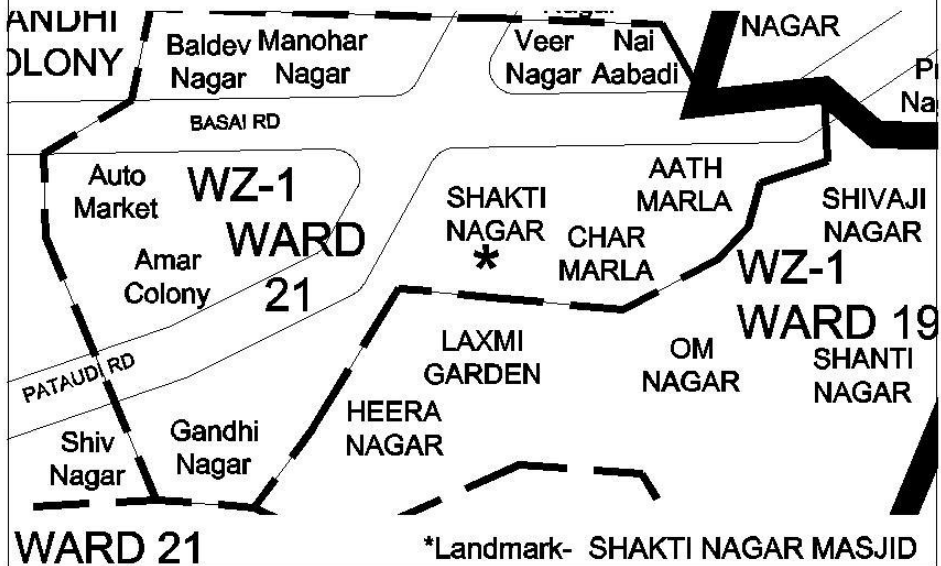 Nagar
ANDHI
OLONY
Baldev
Nagar
Manohar
Nagar
Veer
Nagar
Nai
Aabadi
NAGAR
Na
BASAI RD
Auto
Market
WZ-1
WARD
21
Amar
Colony
SHAKTI
NAGAR
*
AATH
MARLA
CHAR
MARLA
SHIVAJI
NAGAR
WZ-1
WARD 19
LAXMI
GARDEN
OM
NAGAR
SHANTI
NAGAR
PATAUDI RD
HEERA
NAGAR
Shiv
Nagar
Gandhi
Nagar
WARD 21
*Landmark- SHAKTI NAGAR MASJID